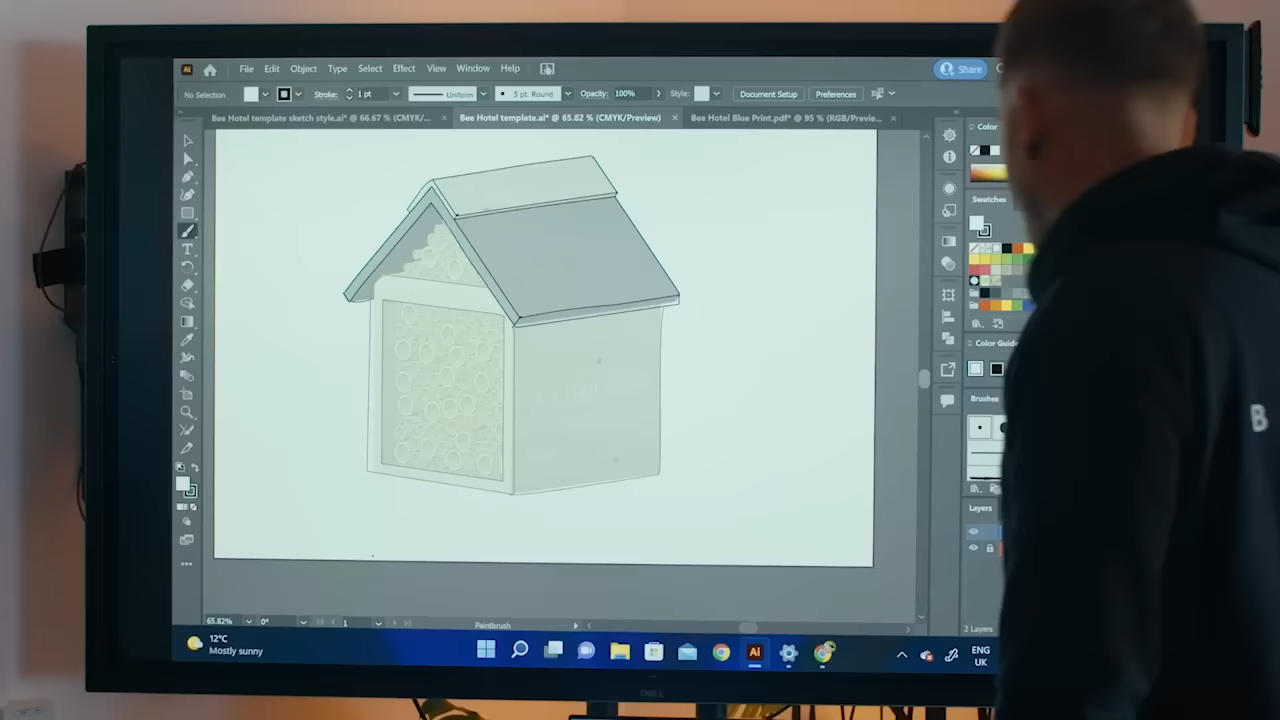 Ai File Edit Object Type Select Effect View Window Help Share
No Selection Stroke: 1 pt Uniform 5 pt. Round Opacity: 100% Style: Document Setup Preferences
Bee Hotel template sketch style.ai* @ 66.67 % (CMYK/... × Bee Hotel template.ai* @ 65.82 % (CMYK/Preview) × Bee Hotel Blue Print.pdf* @ 95 % (RGB/Previe... ×
Color
Swatches
Color Guide
Brushes
B
Layers
65.82% 0° 1 Paintbrush 2 Layers
12°C
Mostly sunny
Ai
ENG
UK
DELL